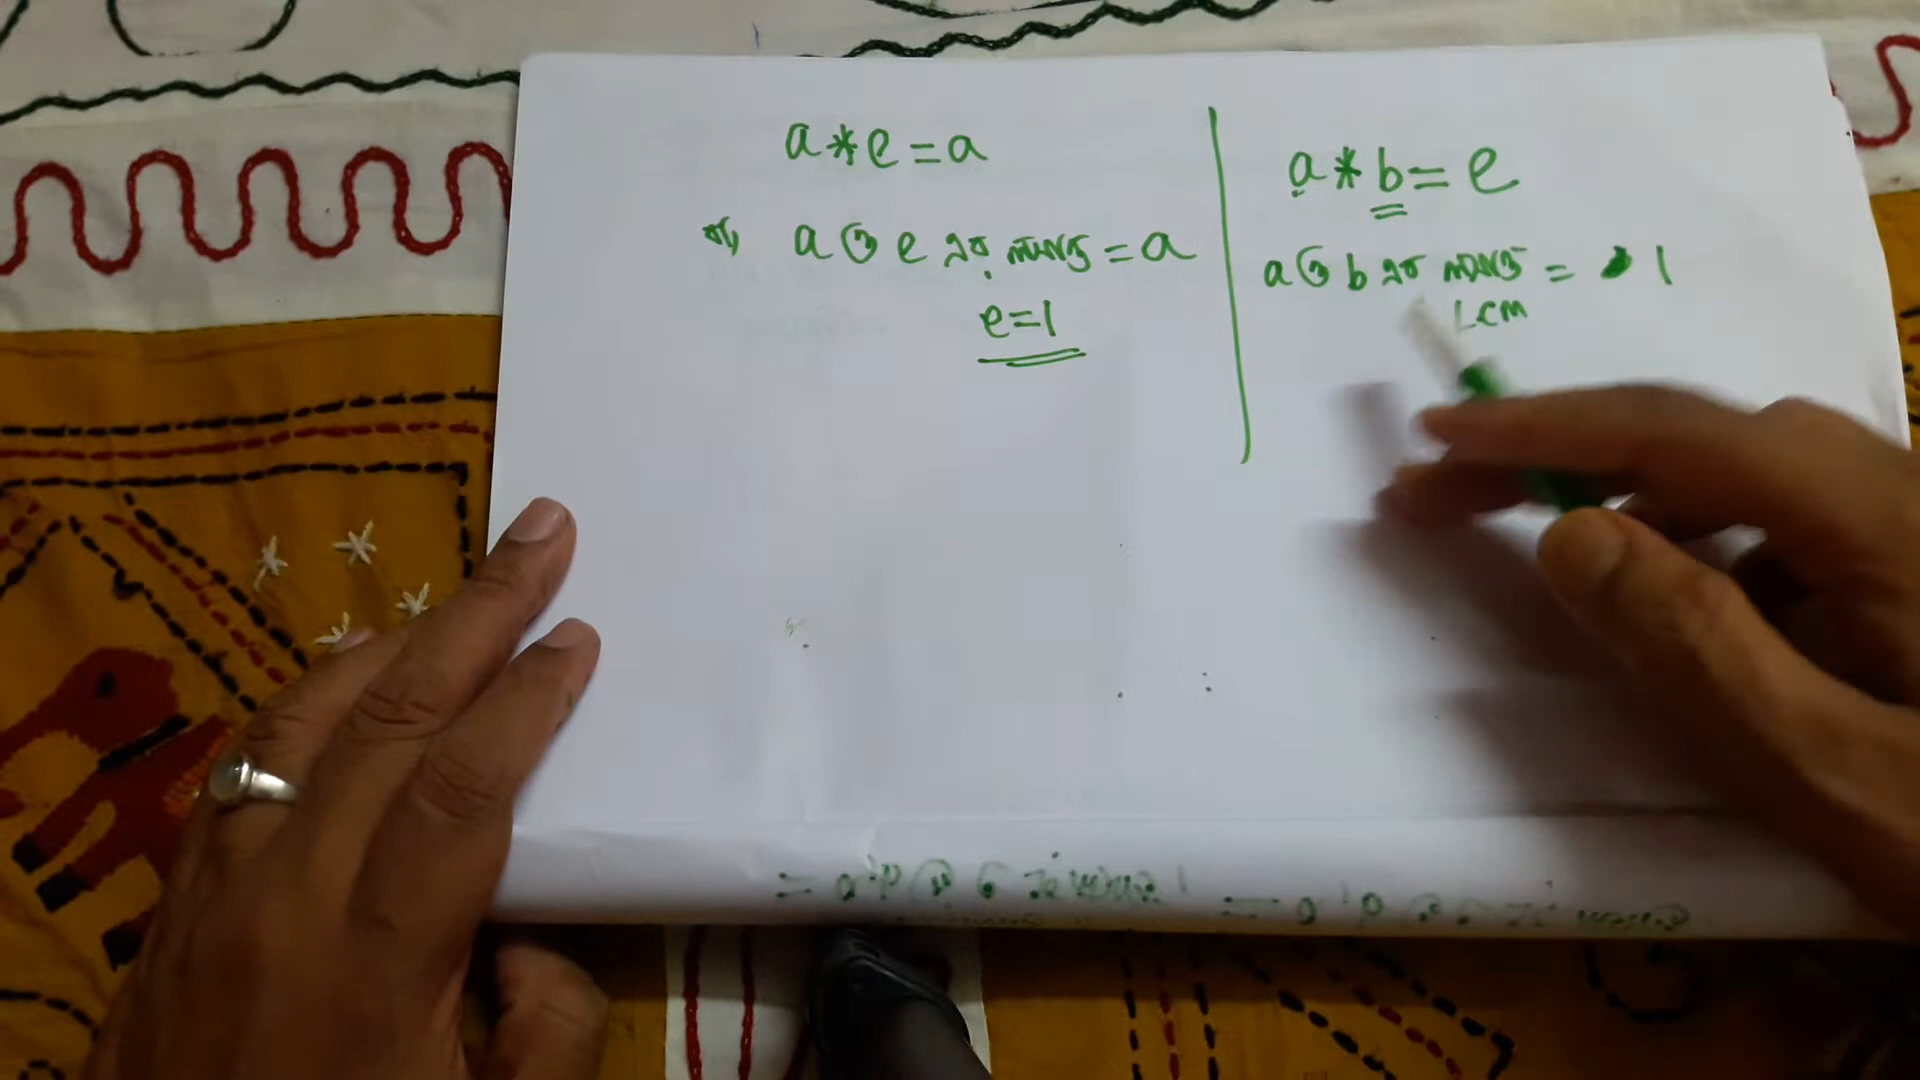 a * e = a
বা, a ও e এর লসাগু = a
e = 1
a * b = e
a ও b এর লসাগু = 1
LCM